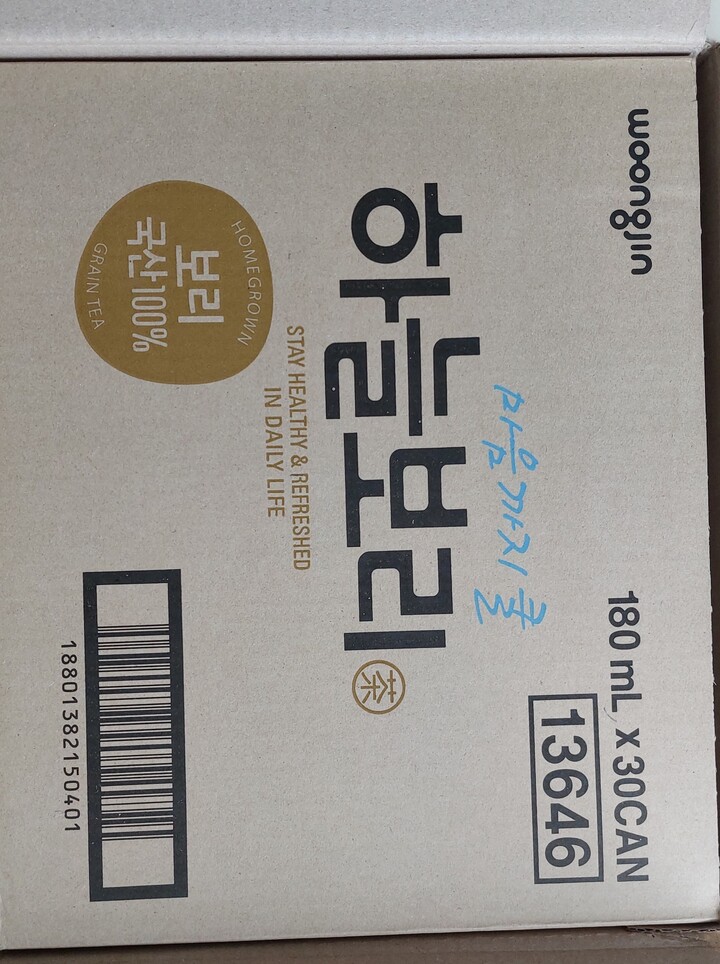 woongjin
180 mL x 30CAN
13646
마음까지 쿨
하늘보리
茶
STAY HEALTHY & REFRESHED
IN DAILY LIFE
HOMEGROWN
보리
국산100%
GRAIN TEA
18801382150401